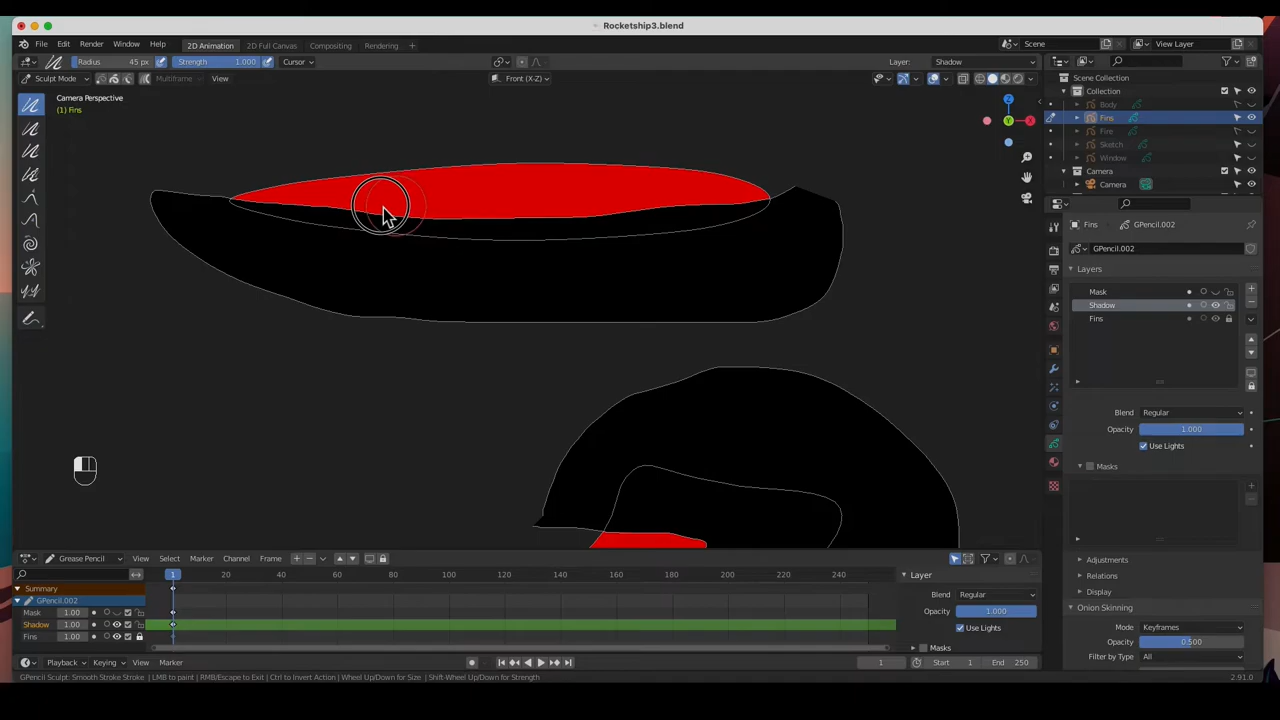 Rocketship3.blend
File Edit Render Window Help 2D Animation 2D Full Canvas Compositing Rendering + Scene View Layer
Radius 45 px Strength 1.000 Cursor Layer: Shadow
Sculpt Mode Multiframe View Front (X-Z)
Camera Perspective
(1) Fins
Z
Y
X
Scene Collection
Collection
Body
Fins
Fire
Sketch
Window
Camera
Camera
Fins GPencil.002
GPencil.002
Layers
Mask
Shadow
Fins
Blend Regular
Opacity 1.000
Use Lights
Masks
Adjustments
Relations
Display
Onion Skinning
Mode Keyframes
Opacity 0.500
Filter by Type All
Grease Pencil View Select Marker Channel Frame
1 20 40 60 80 100 120 140 160 180 200 220 240
Summary
GPencil.002
Mask 1.00
Shadow 1.00
Fins 1.00
Layer
Blend Regular
Opacity 1.000
Use Lights
Masks
Playback Keying View Marker 1 Start 1 End 250
GPencil Sculpt: Smooth Stroke Stroke | LMB to paint | RMB/Escape to Exit | Ctrl to Invert Action | Wheel Up/Down for Size | Shift-Wheel Up/Down for Strength 2.91.0